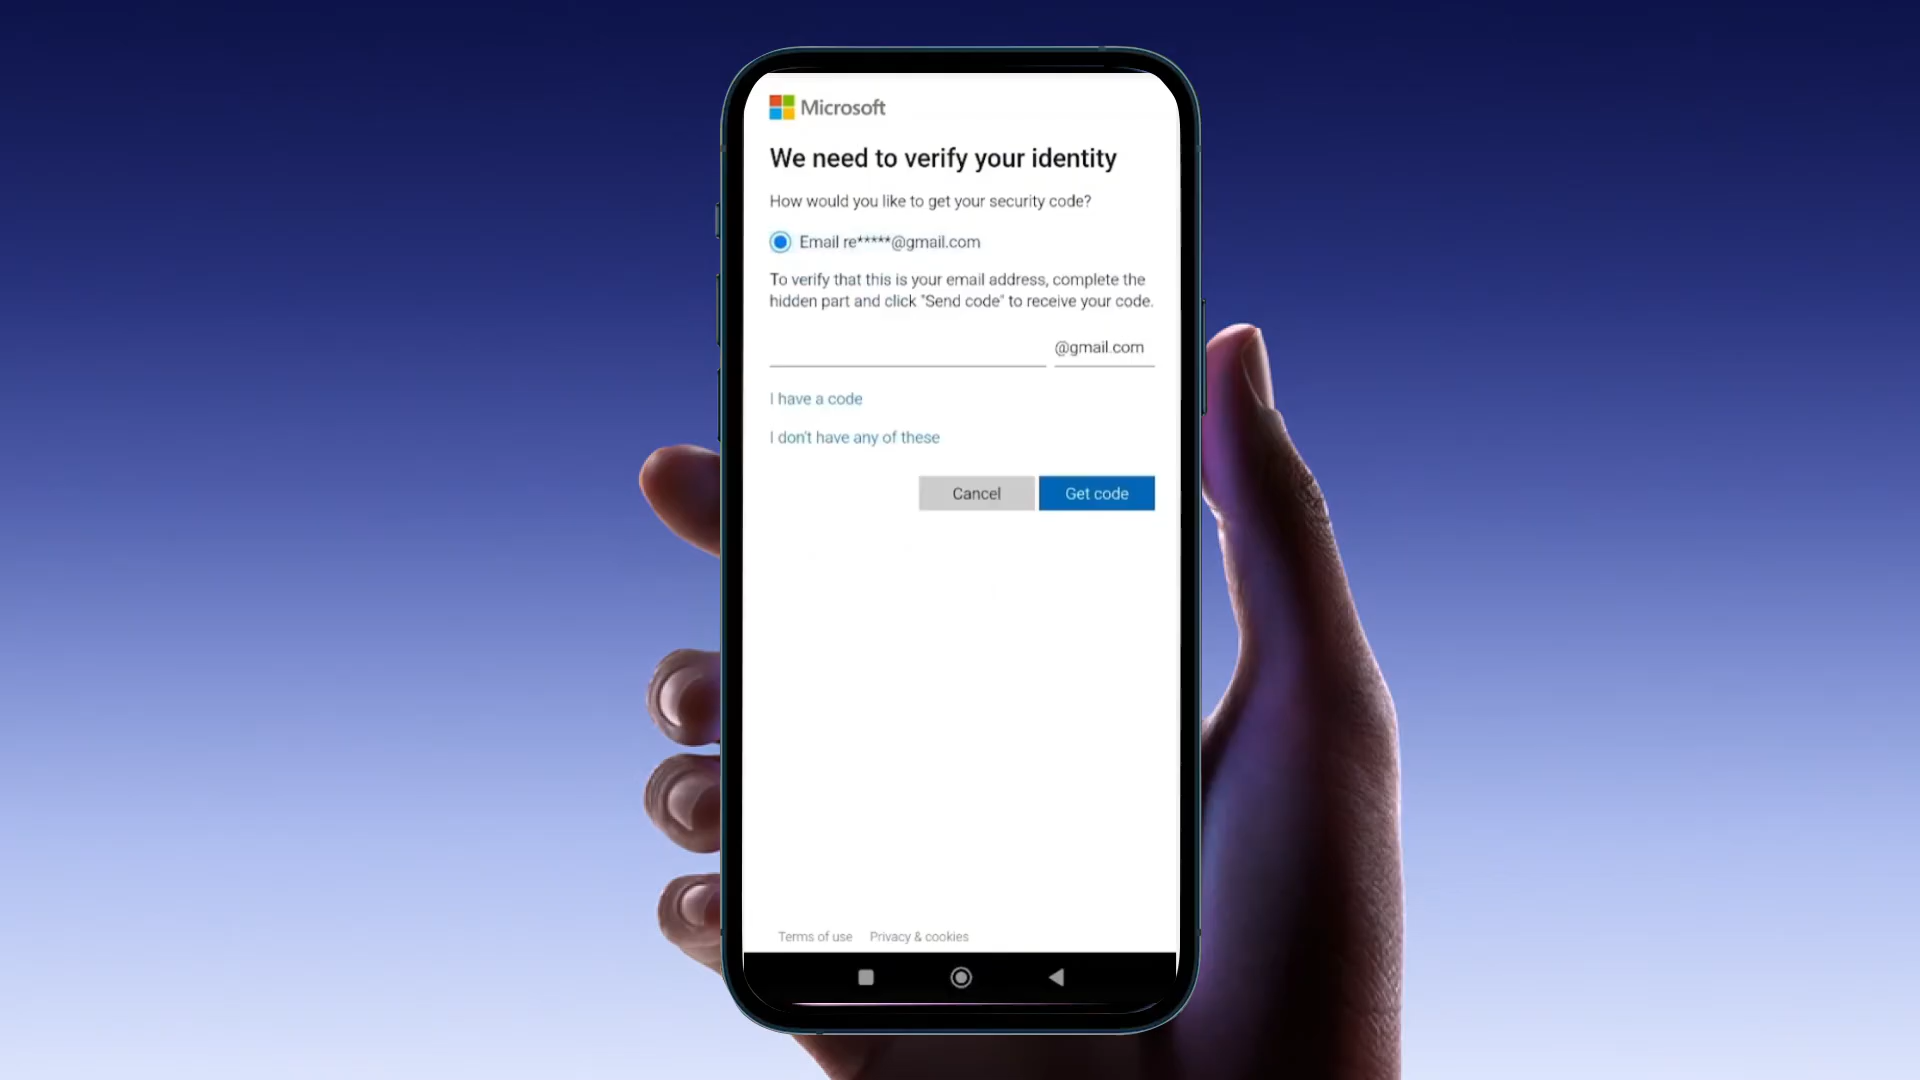 Microsoft
We need to verify your identity
How would you like to get your security code?
Email re*****@gmail.com
To verify that this is your email address, complete the
hidden part and click "Send code" to receive your code.
@gmail.com
I have a code
I don't have any of these
Cancel Get code
Terms of use Privacy & cookies